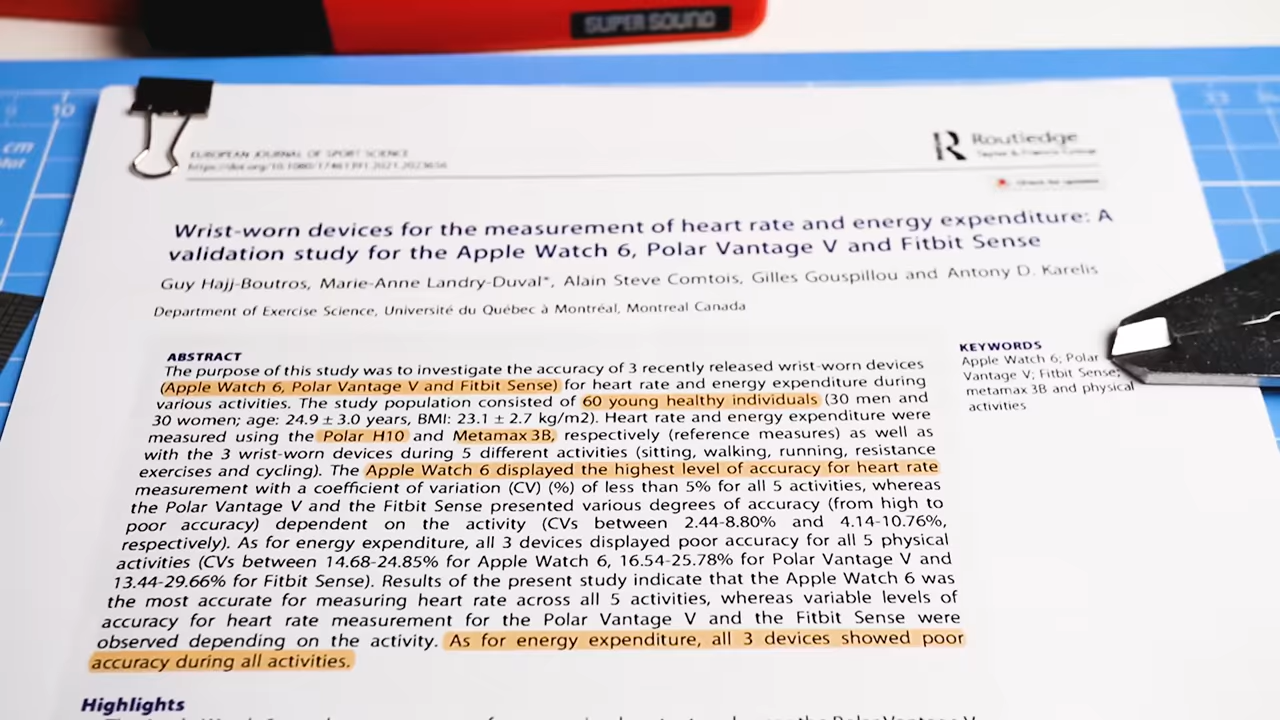 SUPER SOUND
10
cm
33
EUROPEAN JOURNAL OF SPORT SCIENCE
Routledge
Taylor & Francis Group
Check for updates
Wrist-worn devices for the measurement of heart rate and energy expenditure: A
validation study for the Apple Watch 6, Polar Vantage V and Fitbit Sense
Guy Hajj-Boutros, Marie-Anne Landry-Duval*, Alain Steve Comtois, Gilles Gouspillou and Antony D. Karelis
Department of Exercise Science, Université du Québec à Montréal, Montreal Canada
ABSTRACT
The purpose of this study was to investigate the accuracy of 3 recently released wrist-worn devices
(Apple Watch 6, Polar Vantage V and Fitbit Sense) for heart rate and energy expenditure during
various activities. The study population consisted of 60 young healthy individuals (30 men and
30 women; age: 24.9 ± 3.0 years, BMI: 23.1 ± 2.7 kg/m2). Heart rate and energy expenditure were
measured using the Polar H10 and Metamax 3B, respectively (reference measures) as well as
with the 3 wrist-worn devices during 5 different activities (sitting, walking, running, resistance
exercises and cycling). The Apple Watch 6 displayed the highest level of accuracy for heart rate
measurement with a coefficient of variation (CV) (%) of less than 5% for all 5 activities, whereas
the Polar Vantage V and the Fitbit Sense presented various degrees of accuracy (from high to
poor accuracy) dependent on the activity (CVs between 2.44-8.80% and 4.14-10.76%,
respectively). As for energy expenditure, all 3 devices displayed poor accuracy for all 5 physical
activities (CVs between 14.68-24.85% for Apple Watch 6, 16.54-25.78% for Polar Vantage V and
13.44-29.66% for Fitbit Sense). Results of the present study indicate that the Apple Watch 6 was
the most accurate for measuring heart rate across all 5 activities, whereas variable levels of
accuracy for heart rate measurement for the Polar Vantage V and the Fitbit Sense were
observed depending on the activity. As for energy expenditure, all 3 devices showed poor
accuracy during all activities.
KEYWORDS
Apple Watch 6; Polar
Vantage V; Fitbit Sense;
metamax 3B and physical
activities
Highlights